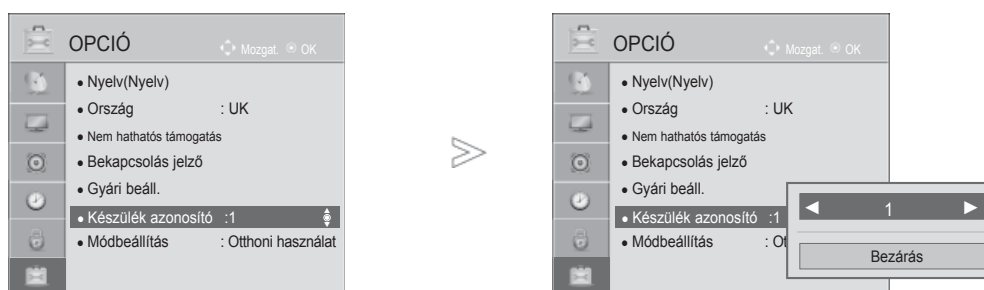 OPCIÓ Mozgat. OK
• Nyelv(Nyelv)
• Ország : UK
• Nem hathatós támogatás
• Bekapcsolás jelző
• Gyári beáll.
• Készülék azonosító :1
• Módbeállítás : Otthoni használat
OPCIÓ Mozgat. OK
• Nyelv(Nyelv)
• Ország : UK
• Nem hathatós támogatás
• Bekapcsolás jelző
• Gyári beáll.
• Készülék azonosító :1
• Módbeállítás : Ot
◄ 1 ►
Bezárás